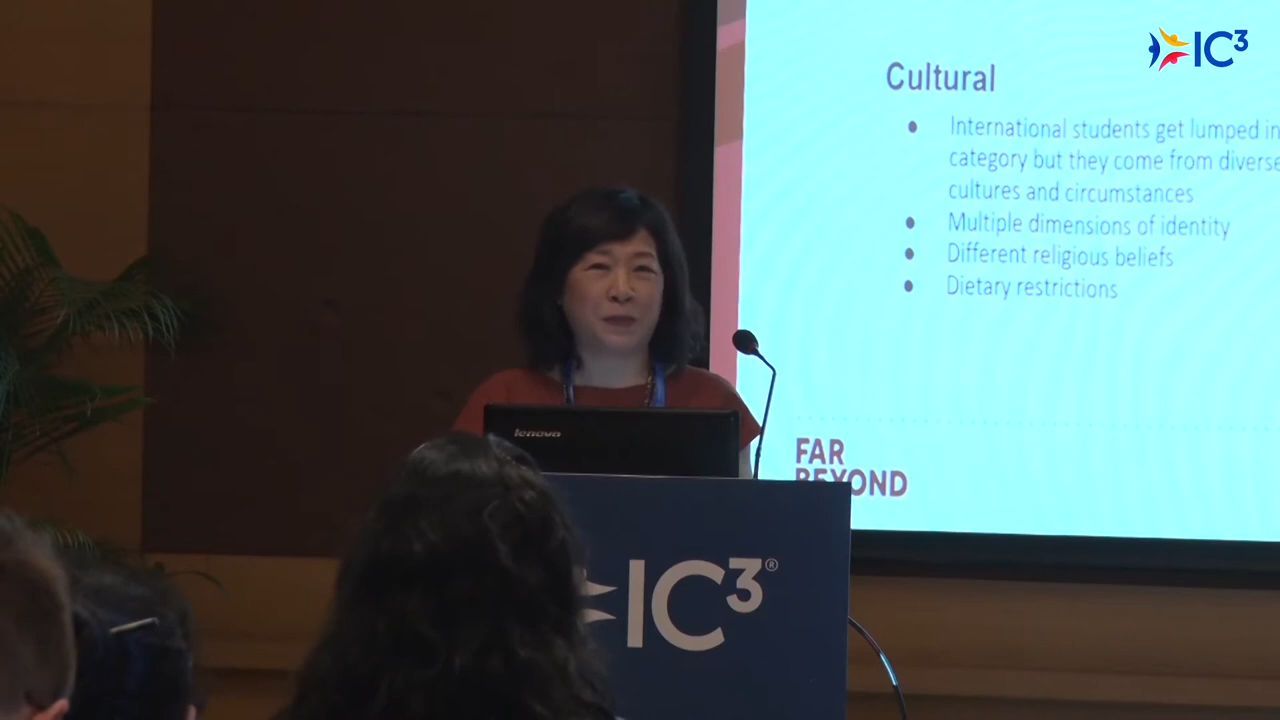 IC³
Cultural
International students get lumped in
category but they come from diverse
cultures and circumstances
Multiple dimensions of identity
Different religious beliefs
Dietary restrictions
lenovo
FAR
BEYOND
IC³®